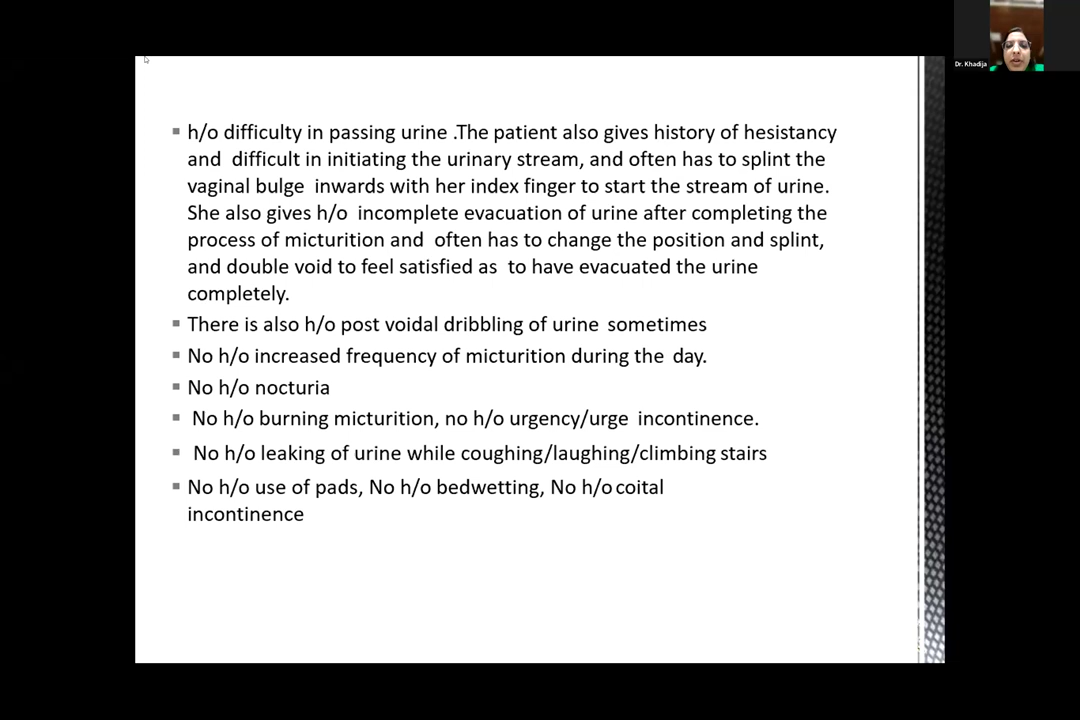 ▪ h/o difficulty in passing urine .The patient also gives history of hesistancy
and difficult in initiating the urinary stream, and often has to splint the
vaginal bulge inwards with her index finger to start the stream of urine.
She also gives h/o incomplete evacuation of urine after completing the
process of micturition and often has to change the position and splint,
and double void to feel satisfied as to have evacuated the urine
completely.
▪ There is also h/o post voidal dribbling of urine sometimes
▪ No h/o increased frequency of micturition during the day.
▪ No h/o nocturia
▪ No h/o burning micturition, no h/o urgency/urge incontinence.
▪ No h/o leaking of urine while coughing/laughing/climbing stairs
▪ No h/o use of pads, No h/o bedwetting, No h/o coital
incontinence
Dr. Khadija